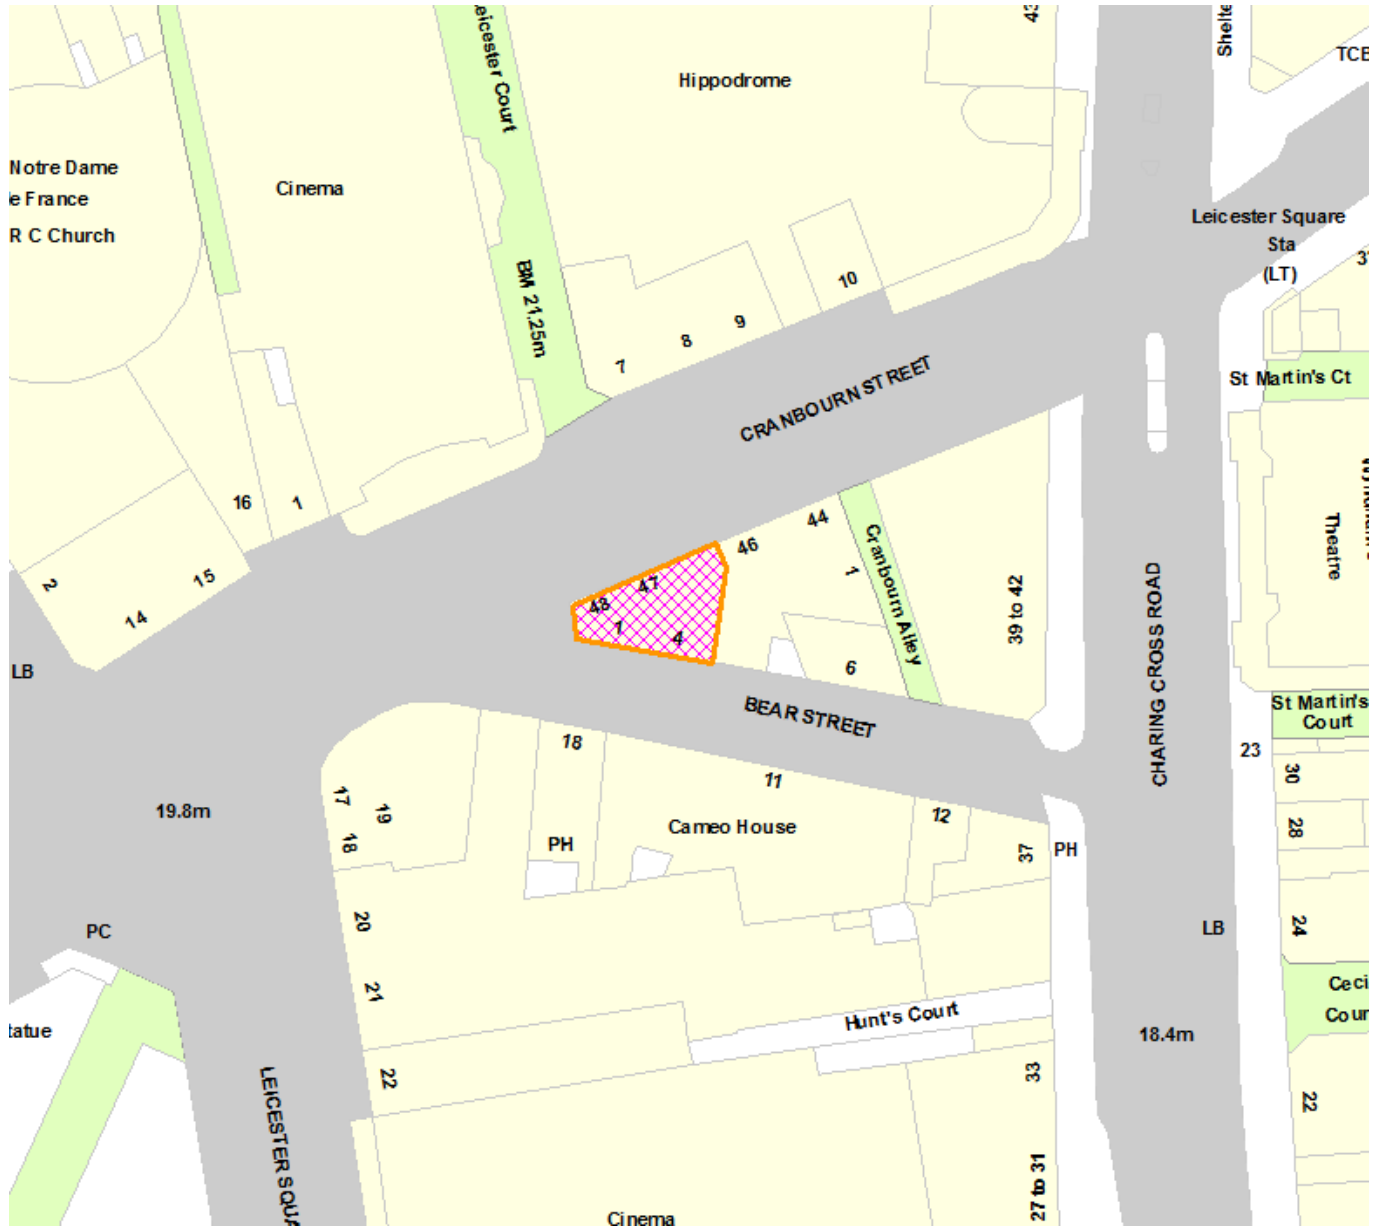 eicester Court
43
Shelte
TCB
Hippodrome
Notre Dame
e France
R C Church
Cinema
Leicester Square
Sta
(LT)
BM 21.25m
10
9
8
7
CRANBOURN STREET
St Martin's Ct
16
1
44
46
Cranbourn Alley
1
Theatre
2
15
14
48
47
1
4
39 to 42
CHARING CROSS ROAD
LB
6
BEAR STREET
St Martin's
Court
18
11
23
30
17
19
18
19.8m
PH
Cameo House
12
37
PH
28
20
PC
LB
24
21
Hunt's Court
Ceci
Cour
tatue
18.4m
22
33
22
LEICESTER SQUA
27 to 31
Cinema